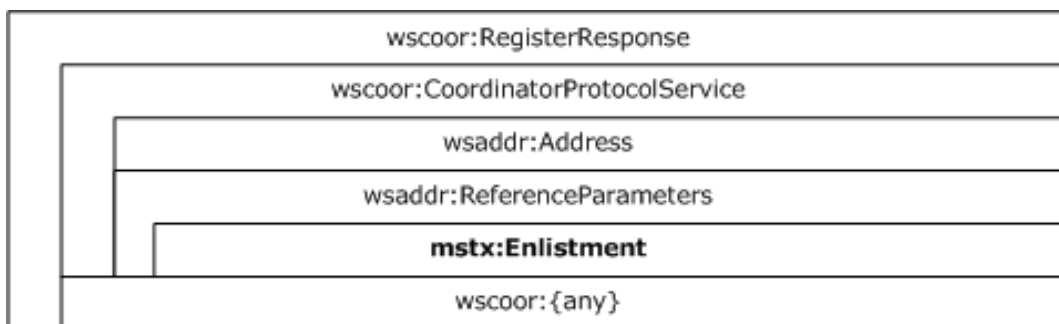 wscoor:RegisterResponse
wscoor:CoordinatorProtocolService
wsaddr:Address
wsaddr:ReferenceParameters
mstx:Enlistment
wscoor:{any}